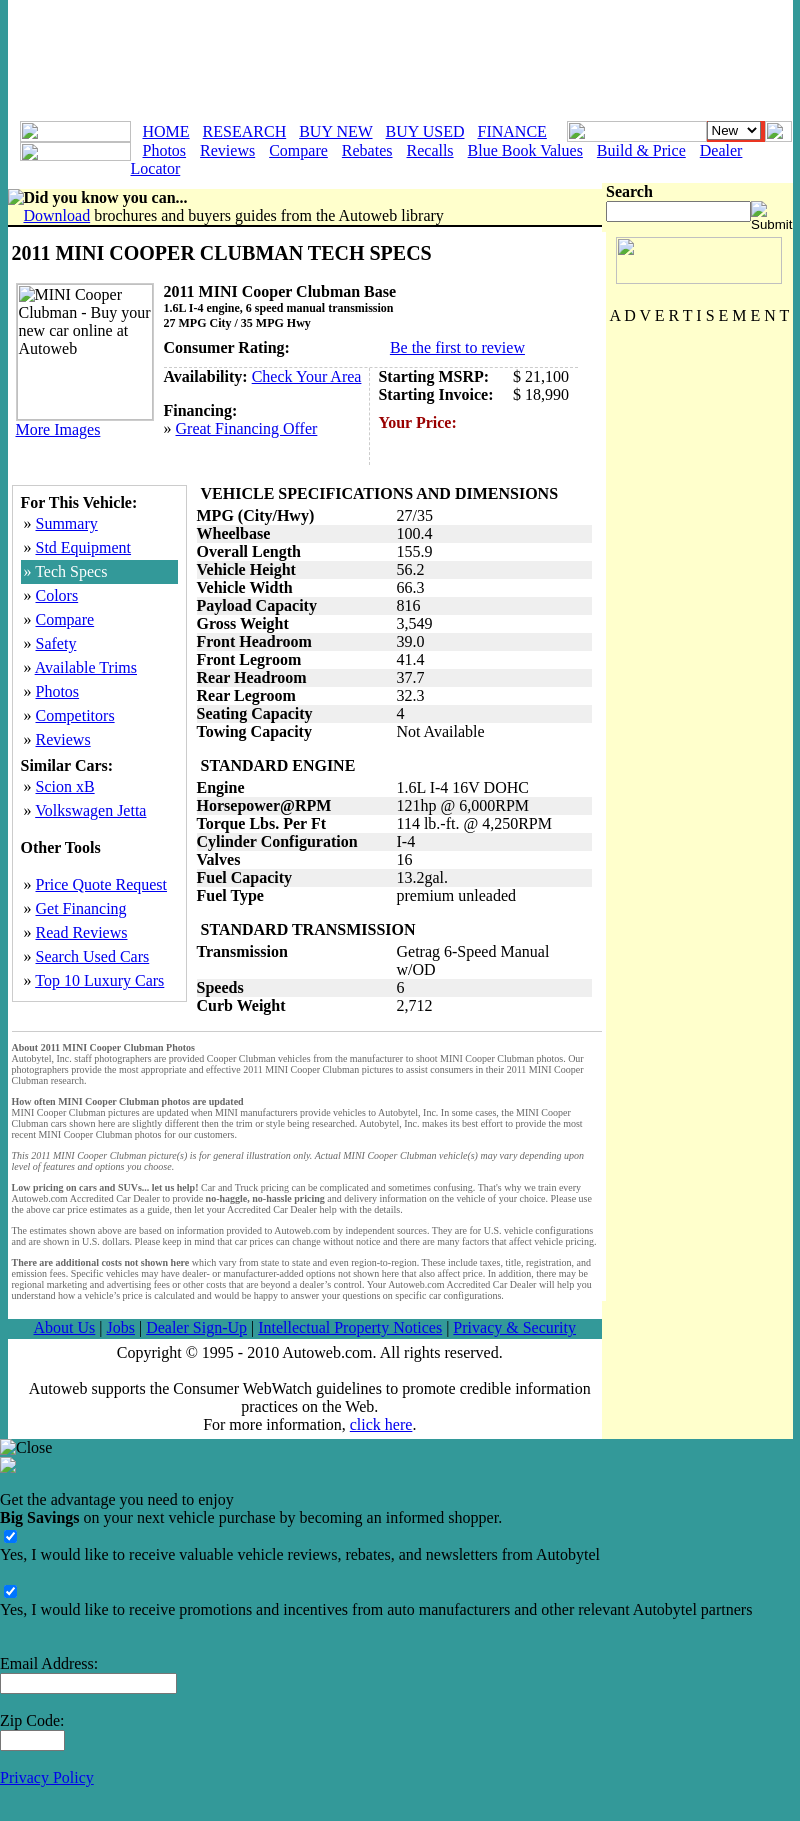 HOME RESEARCH BUY NEW BUY USED FINANCE New
Photos Reviews Compare Rebates Recalls Blue Book Values Build & Price Dealer
Locator
Did you know you can...
Download brochures and buyers guides from the Autoweb library
Search
Submit
2011 MINI COOPER CLUBMAN TECH SPECS
MINI Cooper
Clubman - Buy your
new car online at
Autoweb
More Images
2011 MINI Cooper Clubman Base
1.6L I-4 engine, 6 speed manual transmission
27 MPG City / 35 MPG Hwy
Consumer Rating: Be the first to review
Availability: Check Your Area
Financing:
» Great Financing Offer
Starting MSRP: $ 21,100
Starting Invoice: $ 18,990
Your Price:
A D V E R T I S E M E N T
For This Vehicle:
» Summary
» Std Equipment
» Tech Specs
» Colors
» Compare
» Safety
» Available Trims
» Photos
» Competitors
» Reviews
Similar Cars:
» Scion xB
» Volkswagen Jetta
Other Tools
» Price Quote Request
» Get Financing
» Read Reviews
» Search Used Cars
» Top 10 Luxury Cars
VEHICLE SPECIFICATIONS AND DIMENSIONS
MPG (City/Hwy) 27/35
Wheelbase 100.4
Overall Length 155.9
Vehicle Height 56.2
Vehicle Width 66.3
Payload Capacity 816
Gross Weight 3,549
Front Headroom 39.0
Front Legroom 41.4
Rear Headroom 37.7
Rear Legroom 32.3
Seating Capacity 4
Towing Capacity Not Available
STANDARD ENGINE
Engine 1.6L I-4 16V DOHC
Horsepower@RPM 121hp @ 6,000RPM
Torque Lbs. Per Ft 114 lb.-ft. @ 4,250RPM
Cylinder Configuration I-4
Valves 16
Fuel Capacity 13.2gal.
Fuel Type premium unleaded
STANDARD TRANSMISSION
Transmission Getrag 6-Speed Manual
w/OD
Speeds 6
Curb Weight 2,712
About 2011 MINI Cooper Clubman Photos
Autobytel, Inc. staff photographers are provided Cooper Clubman vehicles from the manufacturer to shoot MINI Cooper Clubman photos. Our
photographers provide the most appropriate and effective 2011 MINI Cooper Clubman pictures to assist consumers in their 2011 MINI Cooper
Clubman research.
How often MINI Cooper Clubman photos are updated
MINI Cooper Clubman pictures are updated when MINI manufacturers provide vehicles to Autobytel, Inc. In some cases, the MINI Cooper
Clubman cars shown here are slightly different then the trim or style being researched. Autobytel, Inc. makes its best effort to provide the most
recent MINI Cooper Clubman photos for our customers.
This 2011 MINI Cooper Clubman picture(s) is for general illustration only. Actual MINI Cooper Clubman vehicle(s) may vary depending upon
level of features and options you choose.
Low pricing on cars and SUVs... let us help! Car and Truck pricing can be complicated and sometimes confusing. That's why we train every
Autoweb.com Accredited Car Dealer to provide no-haggle, no-hassle pricing and delivery information on the vehicle of your choice. Please use
the above car price estimates as a guide, then let your Accredited Car Dealer help with the details.
The estimates shown above are based on information provided to Autoweb.com by independent sources. They are for U.S. vehicle configurations
and are shown in U.S. dollars. Please keep in mind that car prices can change without notice and there are many factors that affect vehicle pricing.
There are additional costs not shown here which vary from state to state and even region-to-region. These include taxes, title, registration, and
emission fees. Specific vehicles may have dealer- or manufacturer-added options not shown here that also affect price. In addition, there may be
regional marketing and advertising fees or other costs that are beyond a dealer's control. Your Autoweb.com Accredited Car Dealer will help you
understand how a vehicle's price is calculated and would be happy to answer your questions on specific car configurations.
About Us | Jobs | Dealer Sign-Up | Intellectual Property Notices | Privacy & Security
Copyright © 1995 - 2010 Autoweb.com. All rights reserved.
Autoweb supports the Consumer WebWatch guidelines to promote credible information
practices on the Web.
For more information, click here.
Close
Get the advantage you need to enjoy
Big Savings on your next vehicle purchase by becoming an informed shopper.
Yes, I would like to receive valuable vehicle reviews, rebates, and newsletters from Autobytel
Yes, I would like to receive promotions and incentives from auto manufacturers and other relevant Autobytel partners
Email Address:
Zip Code:
Privacy Policy